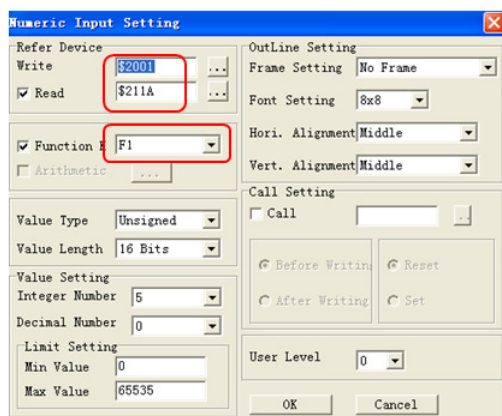 Numeric Input Setting
Refer Device
Write $2001 ...
Read $211A ...
Function K F1
Arithmetic ...
Value Type Unsigned
Value Length 16 Bits
Value Setting
Integer Number 5
Decimal Number 0
Limit Setting
Min Value 0
Max Value 65535
OutLine Setting
Frame Setting No Frame
Font Setting 8x8
Hori. Alignment Middle
Vert. Alignment Middle
Call Setting
Call ..
Before Writin Reset
After Writing Set
User Level 0
OK Cancel